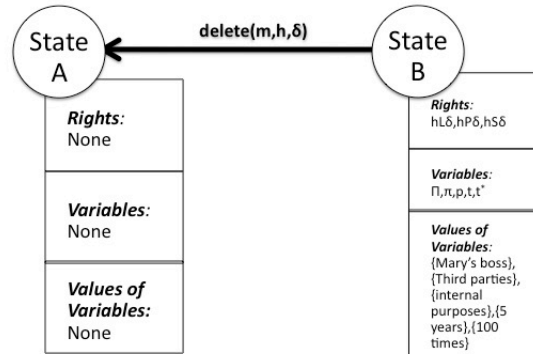 State
A
delete(m,h,δ)
State
B
Rights:
None
Variables:
None
Values of
Variables:
None
Rights:
hLδ,hPδ,hSδ
Variables:
Π,π,p,t,t*
Values of
Variables:
{Mary's boss},
{Third parties},
{internal
purposes},{5
years},{100
times}